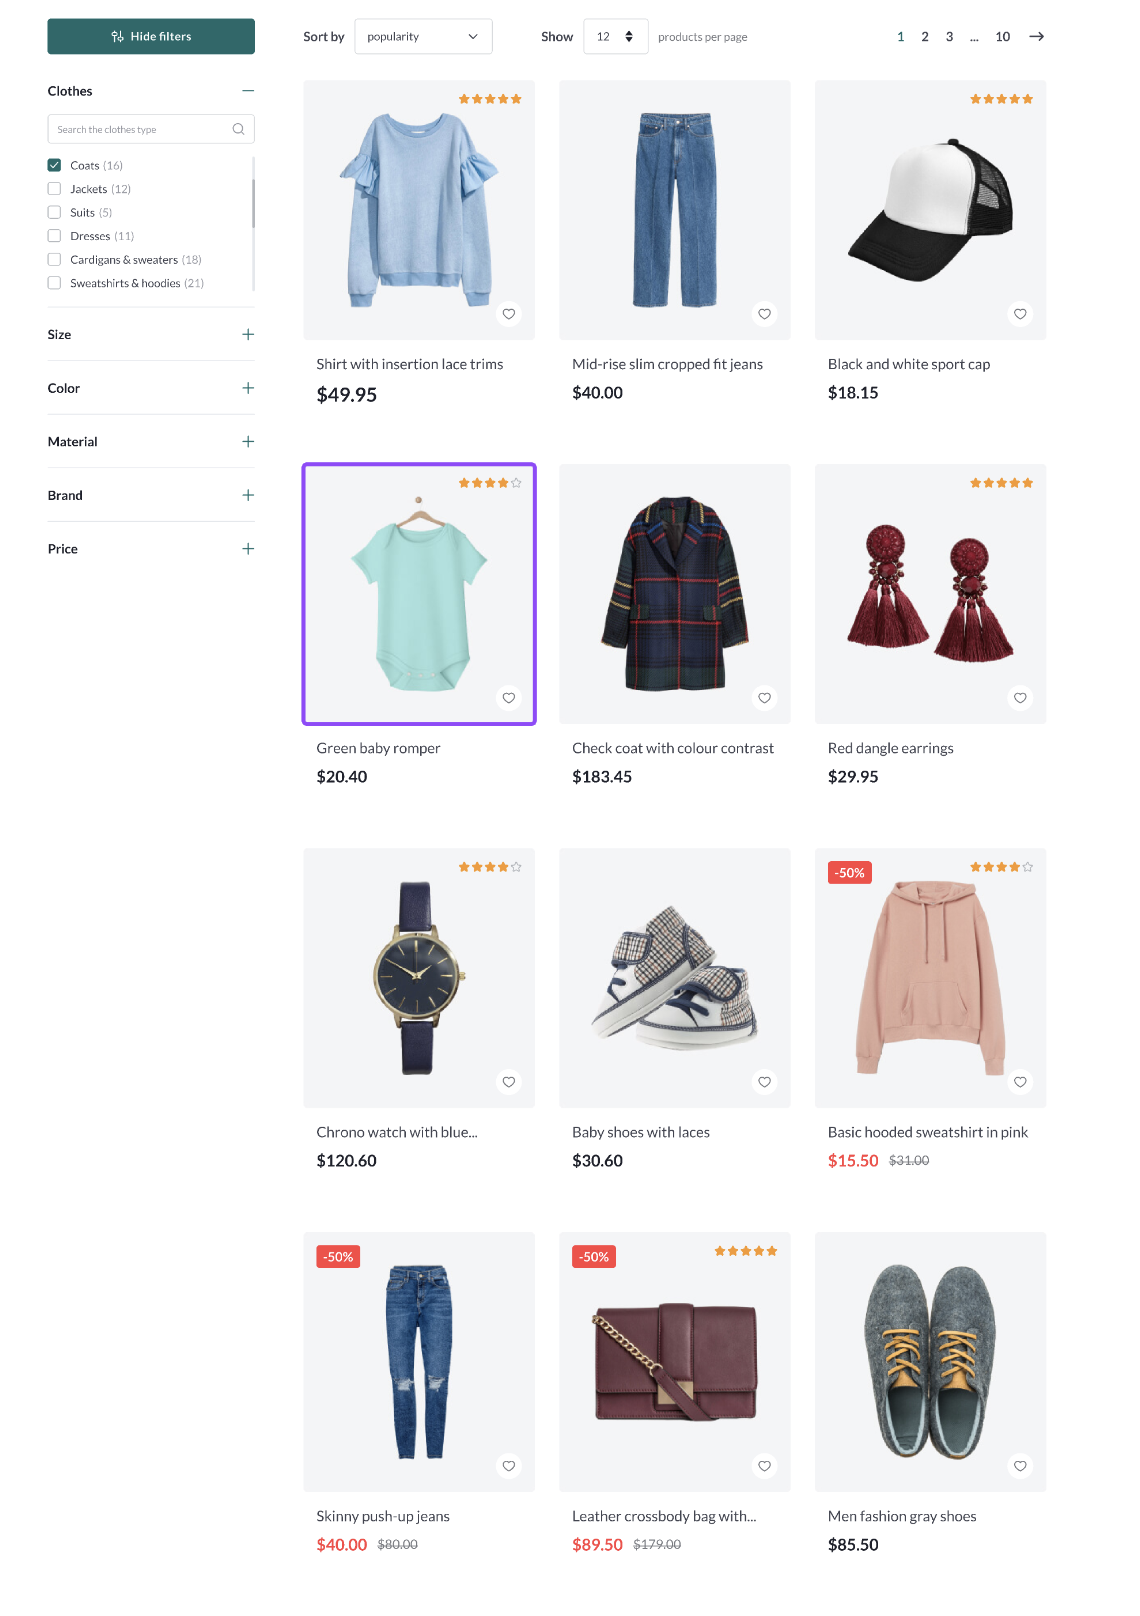 Hide filters
Sort by popularity Show 12 products per page 1 2 3 ... 10
Clothes
Search the clothes type
Coats (16)
Jackets (12)
Suits (5)
Dresses (11)
Cardigans & sweaters (18)
Sweatshirts & hoodies (21)
Size
Color
Material
Brand
Price
Shirt with insertion lace trims
$49.95
Mid-rise slim cropped fit jeans
$40.00
Black and white sport cap
$18.15
Green baby romper
$20.40
Check coat with colour contrast
$183.45
Red dangle earrings
$29.95
Chrono watch with blue...
$120.60
Baby shoes with laces
$30.60
-50%
Basic hooded sweatshirt in pink
$15.50 $31.00
-50%
Skinny push-up jeans
$40.00 $80.00
-50%
Leather crossbody bag with...
$89.50 $179.00
Men fashion gray shoes
$85.50